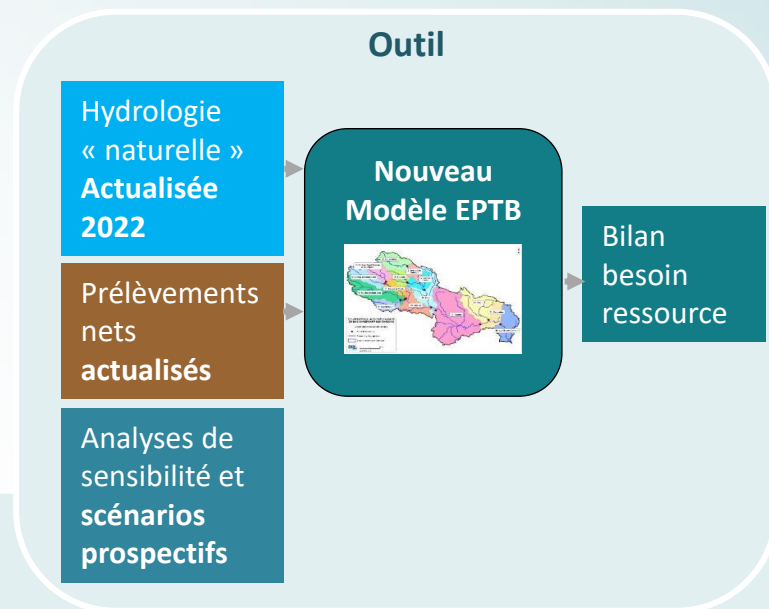 Outil
Hydrologie
« naturelle »
Actualisée
2022
Prélèvements
nets
actualisés
Analyses de
sensibilité et
scénarios
prospectifs
Nouveau
Modèle EPTB
Bilan
besoin
ressource